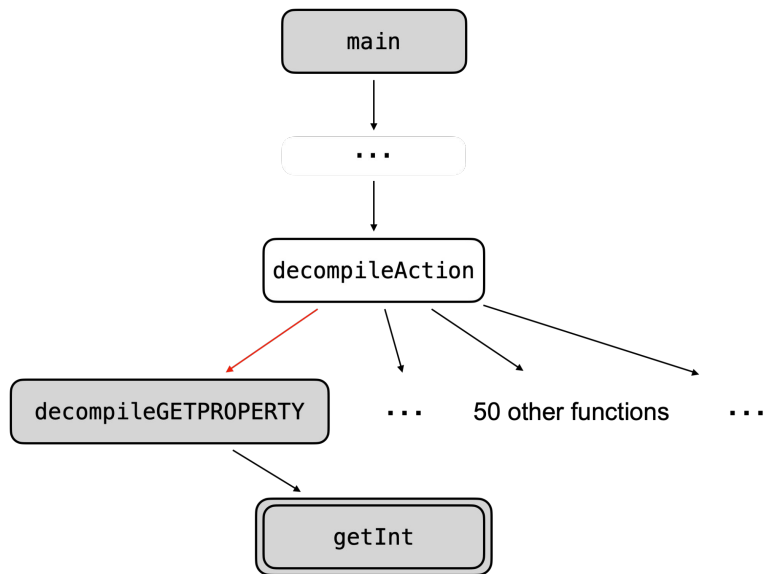 main
...
decompileAction
decompileGETPROPERTY
... 50 other functions ...
getInt